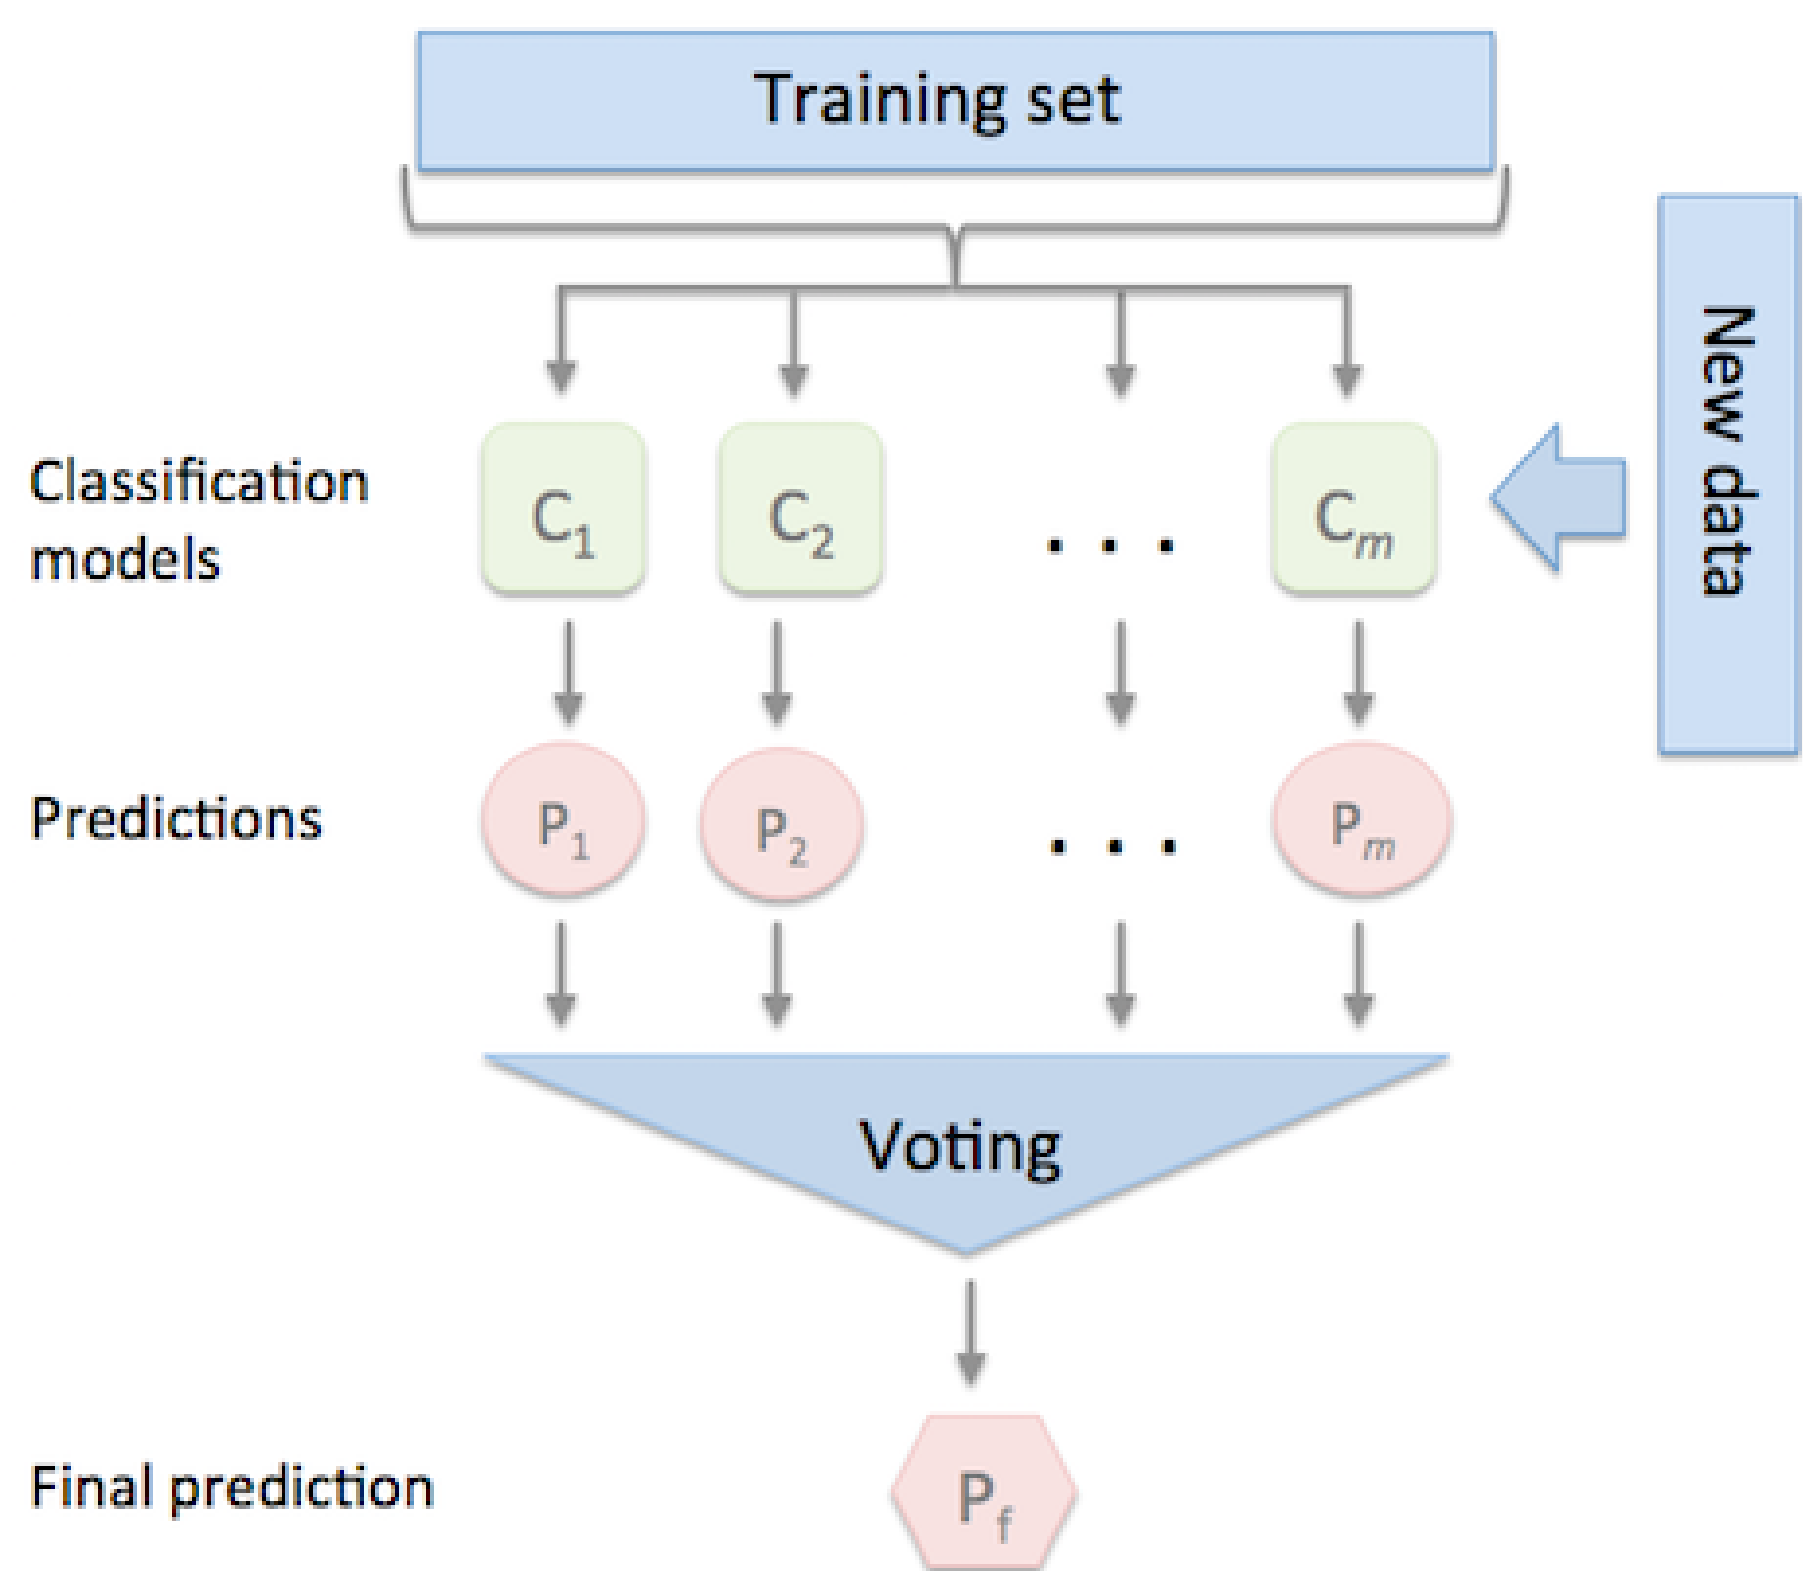 Training set
New data
Classification
models
C1
C2
. . .
Cm
Predictions
P1
P2
. . .
Pm
Voting
Final prediction
Pf